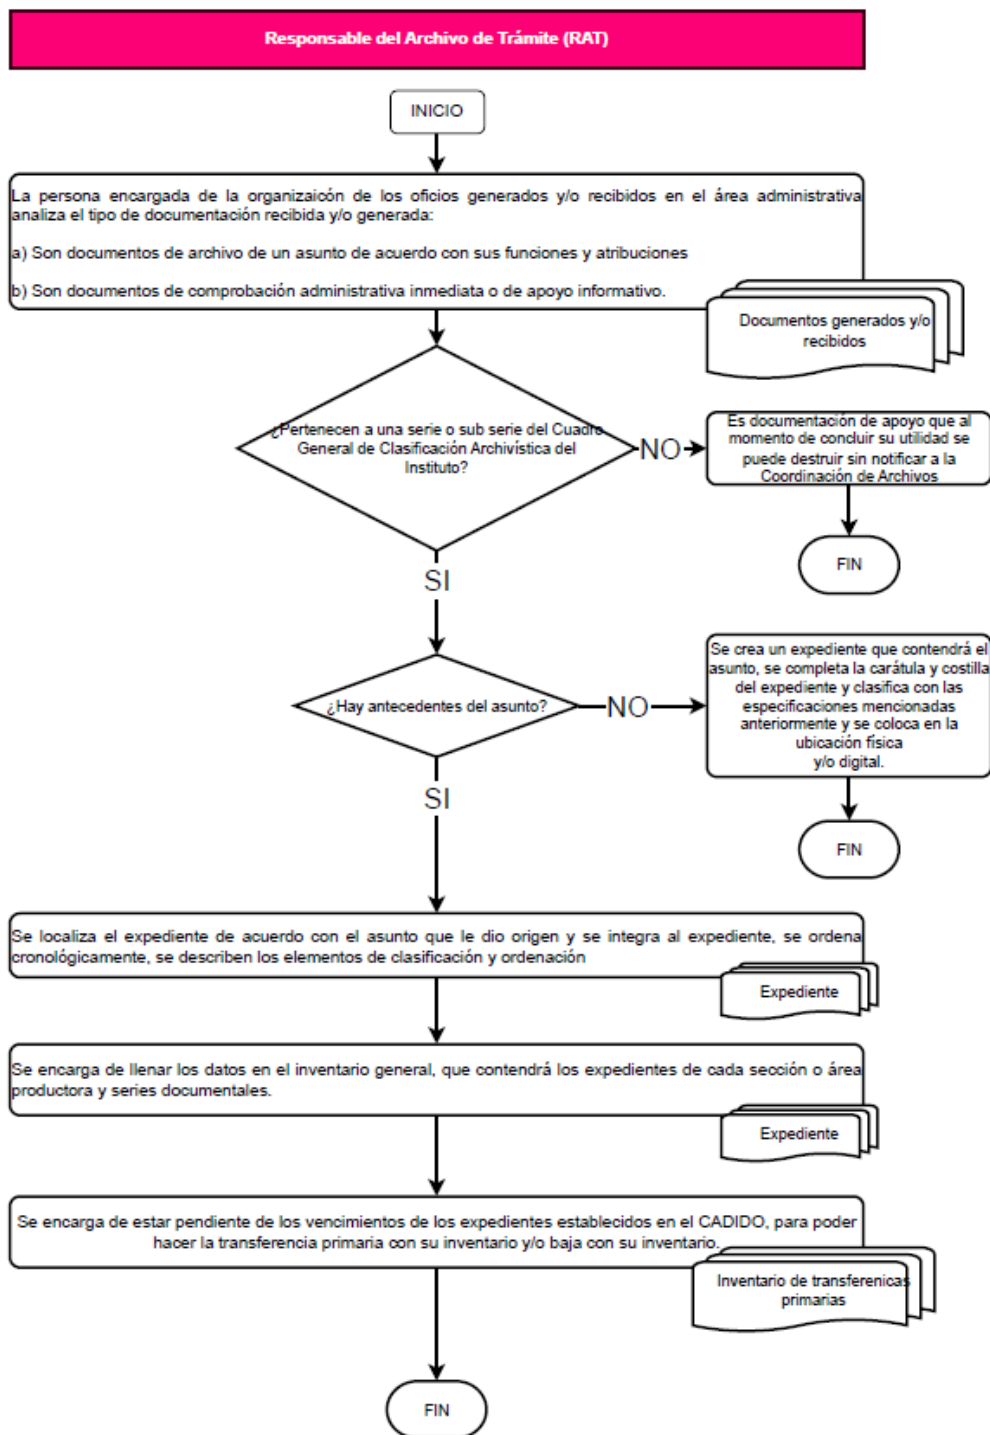 Responsable del Archivo de Trámite (RAT)
INICIO
La persona encargada de la organizaicón de los oficios generados y/o recibidos en el área administrativa
analiza el tipo de documentación recibida y/o generada:
a) Son documentos de archivo de un asunto de acuerdo con sus funciones y atribuciones
b) Son documentos de comprobación administrativa inmediata o de apoyo informativo.
Documentos generados y/o
recibidos
¿Pertenecen a una serie o sub serie del Cuadro
General de Clasificación Archivística del
Instituto?
NO
Es documentación de apoyo que al
momento de concluir su utilidad se
puede destruir sin notificar a la
Coordinación de Archivos
FIN
SI
¿Hay antecedentes del asunto?
NO
Se crea un expediente que contendrá el
asunto, se completa la carátula y costilla
del expediente y clasifica con las
especificaciones mencionadas
anteriormente y se coloca en la
ubicación física
y/o digital.
FIN
SI
Se localiza el expediente de acuerdo con el asunto que le dio origen y se integra al expediente, se ordena
cronológicamente, se describen los elementos de clasificación y ordenación
Expediente
Se encarga de llenar los datos en el inventario general, que contendrá los expedientes de cada sección o área
productora y series documentales.
Expediente
Se encarga de estar pendiente de los vencimientos de los expedientes establecidos en el CADIDO, para poder
hacer la transferencia primaria con su inventario y/o baja con su inventario.
Inventario de transferenicas
primarias
FIN